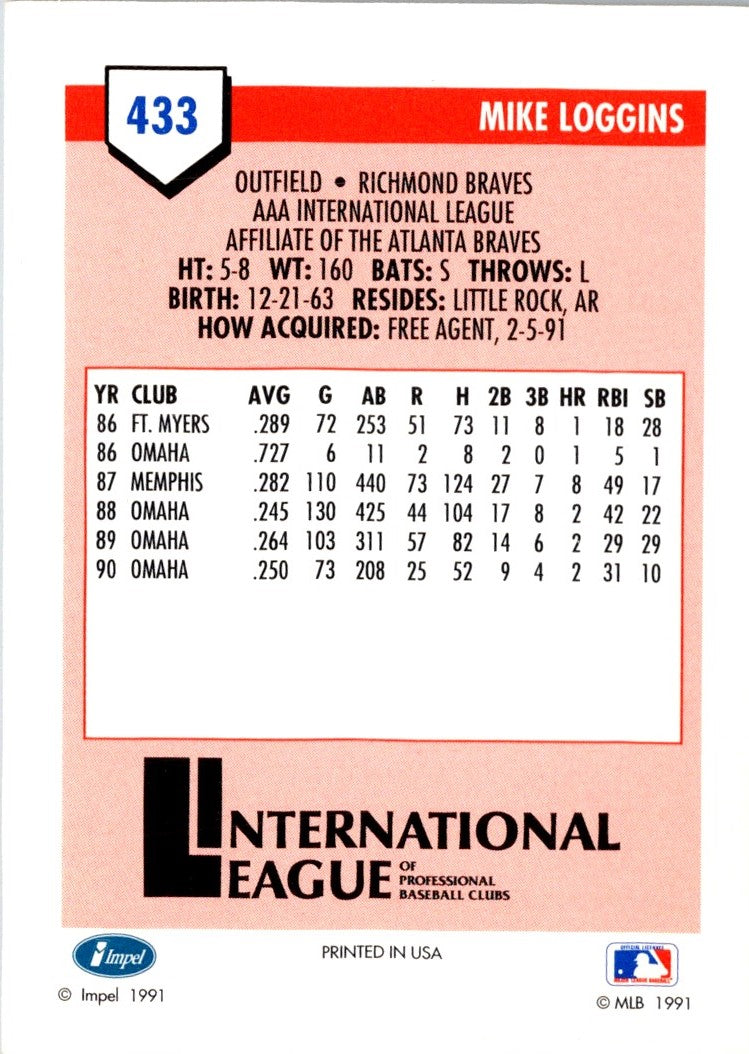 433
MIKE LOGGINS
OUTFIELD • RICHMOND BRAVES
AAA INTERNATIONAL LEAGUE
AFFILIATE OF THE ATLANTA BRAVES
HT: 5-8 WT: 160 BATS: S THROWS: L
BIRTH: 12-21-63 RESIDES: LITTLE ROCK, AR
HOW ACQUIRED: FREE AGENT, 2-5-91
YR CLUB AVG G AB R H 2B 3B HR RBI SB
86 FT. MYERS .289 72 253 51 73 11 8 1 18 28
86 OMAHA .727 6 11 2 8 2 0 1 5 1
87 MEMPHIS .282 110 440 73 124 27 7 8 49 17
88 OMAHA .245 130 425 44 104 17 8 2 42 22
89 OMAHA .264 103 311 57 82 14 6 2 29 29
90 OMAHA .250 73 208 25 52 9 4 2 31 10
INTERNATIONAL
LEAGUE OF
PROFESSIONAL
BASEBALL CLUBS
Impel
PRINTED IN USA
OFFICIAL LICENSEE
MAJOR LEAGUE BASEBALL
© Impel 1991
© MLB 1991